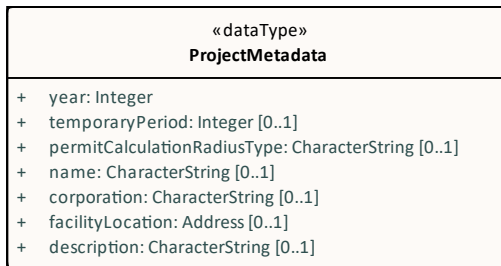 «dataType»
ProjectMetadata
+ year: Integer
+ temporaryPeriod: Integer [0..1]
+ permitCalculationRadiusType: CharacterString [0..1]
+ name: CharacterString [0..1]
+ corporation: CharacterString [0..1]
+ facilityLocation: Address [0..1]
+ description: CharacterString [0..1]